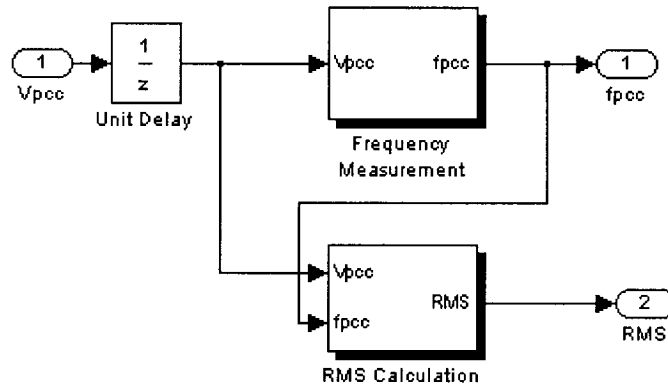 1
Vpcc
1
z
Unit Delay
Vpcc
fpcc
Frequency
Measurement
1
fpcc
Vpcc
fpcc
RMS
RMS Calculation
2
RMS